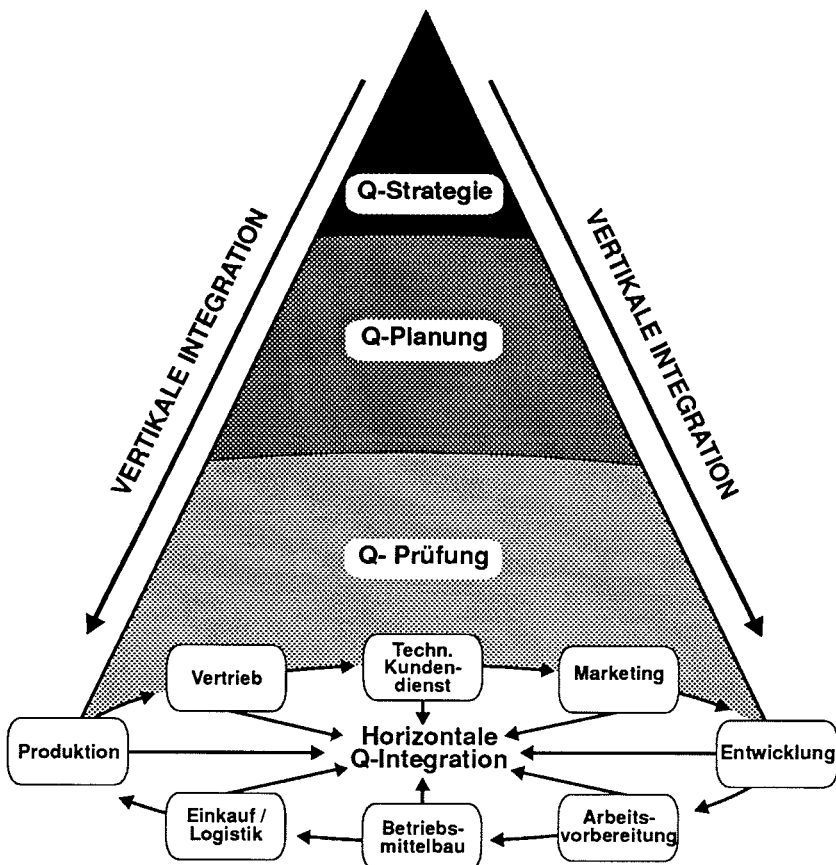 Q-Strategie
VERTIKALE INTEGRATION
VERTIKALE INTEGRATION
Q-Planung
Q- Prüfung
Vertrieb
Techn.
Kunden-
dienst
Marketing
Produktion
Horizontale
Q-Integration
Entwicklung
Einkauf /
Logistik
Betriebs-
mittelbau
Arbeits-
vorbereitung